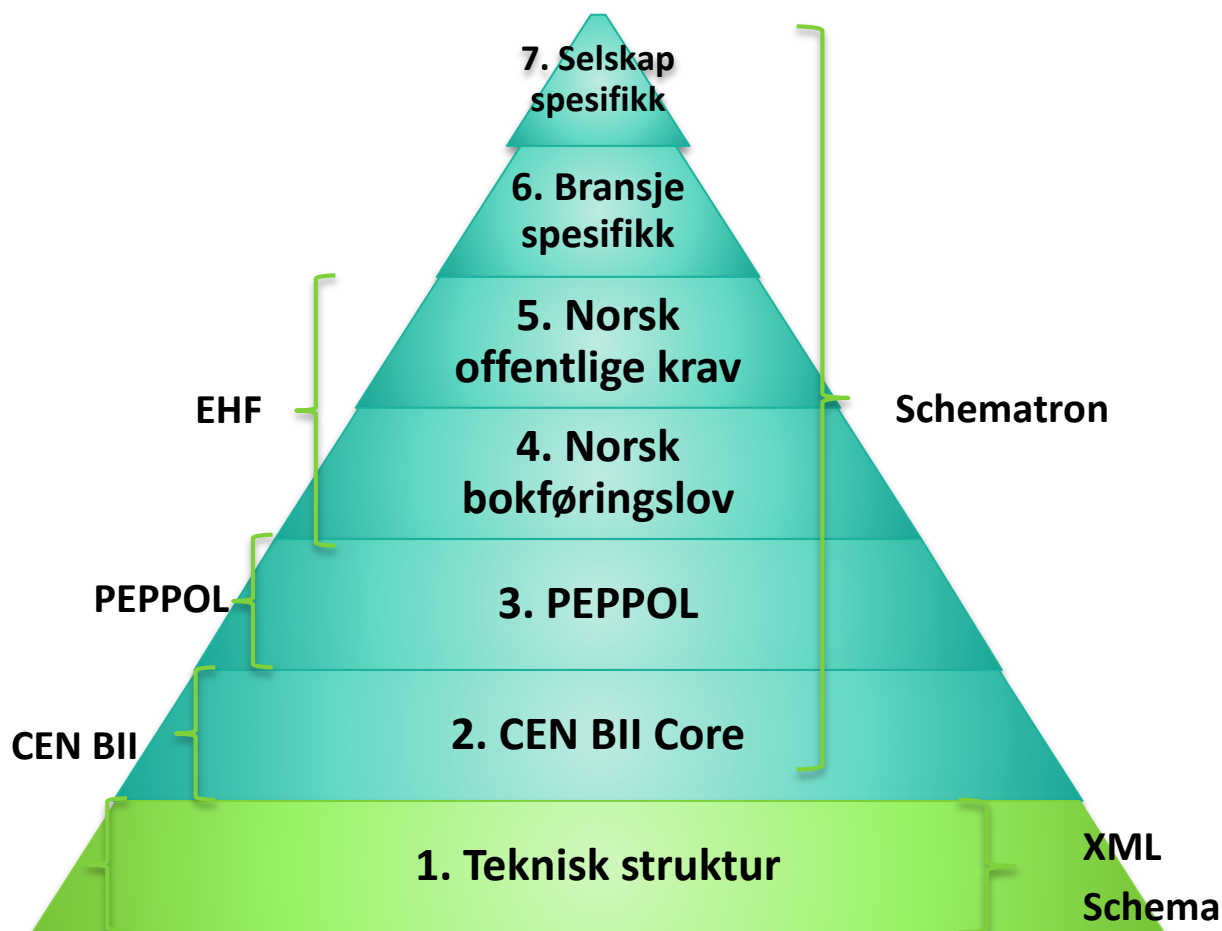 7. Selskap
spesifikk
6. Bransje
spesifikk
5. Norsk
offentlige krav
EHF
Schematron
4. Norsk
bokføringslov
PEPPOL
3. PEPPOL
CEN BII
2. CEN BII Core
1. Teknisk struktur
XML
Schema